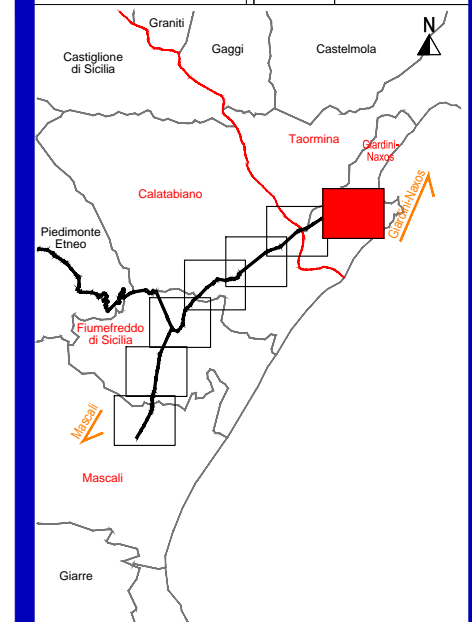 Graniti
N
Gaggi
Castelmola
Castiglione
di Sicilia
Taormina
Giardini-
Naxos
Calatabiano
Giardini-Naxos
Piedimonte
Etneo
Fiumefreddo
di Sicilia
Mascali
Mascali
Giarre